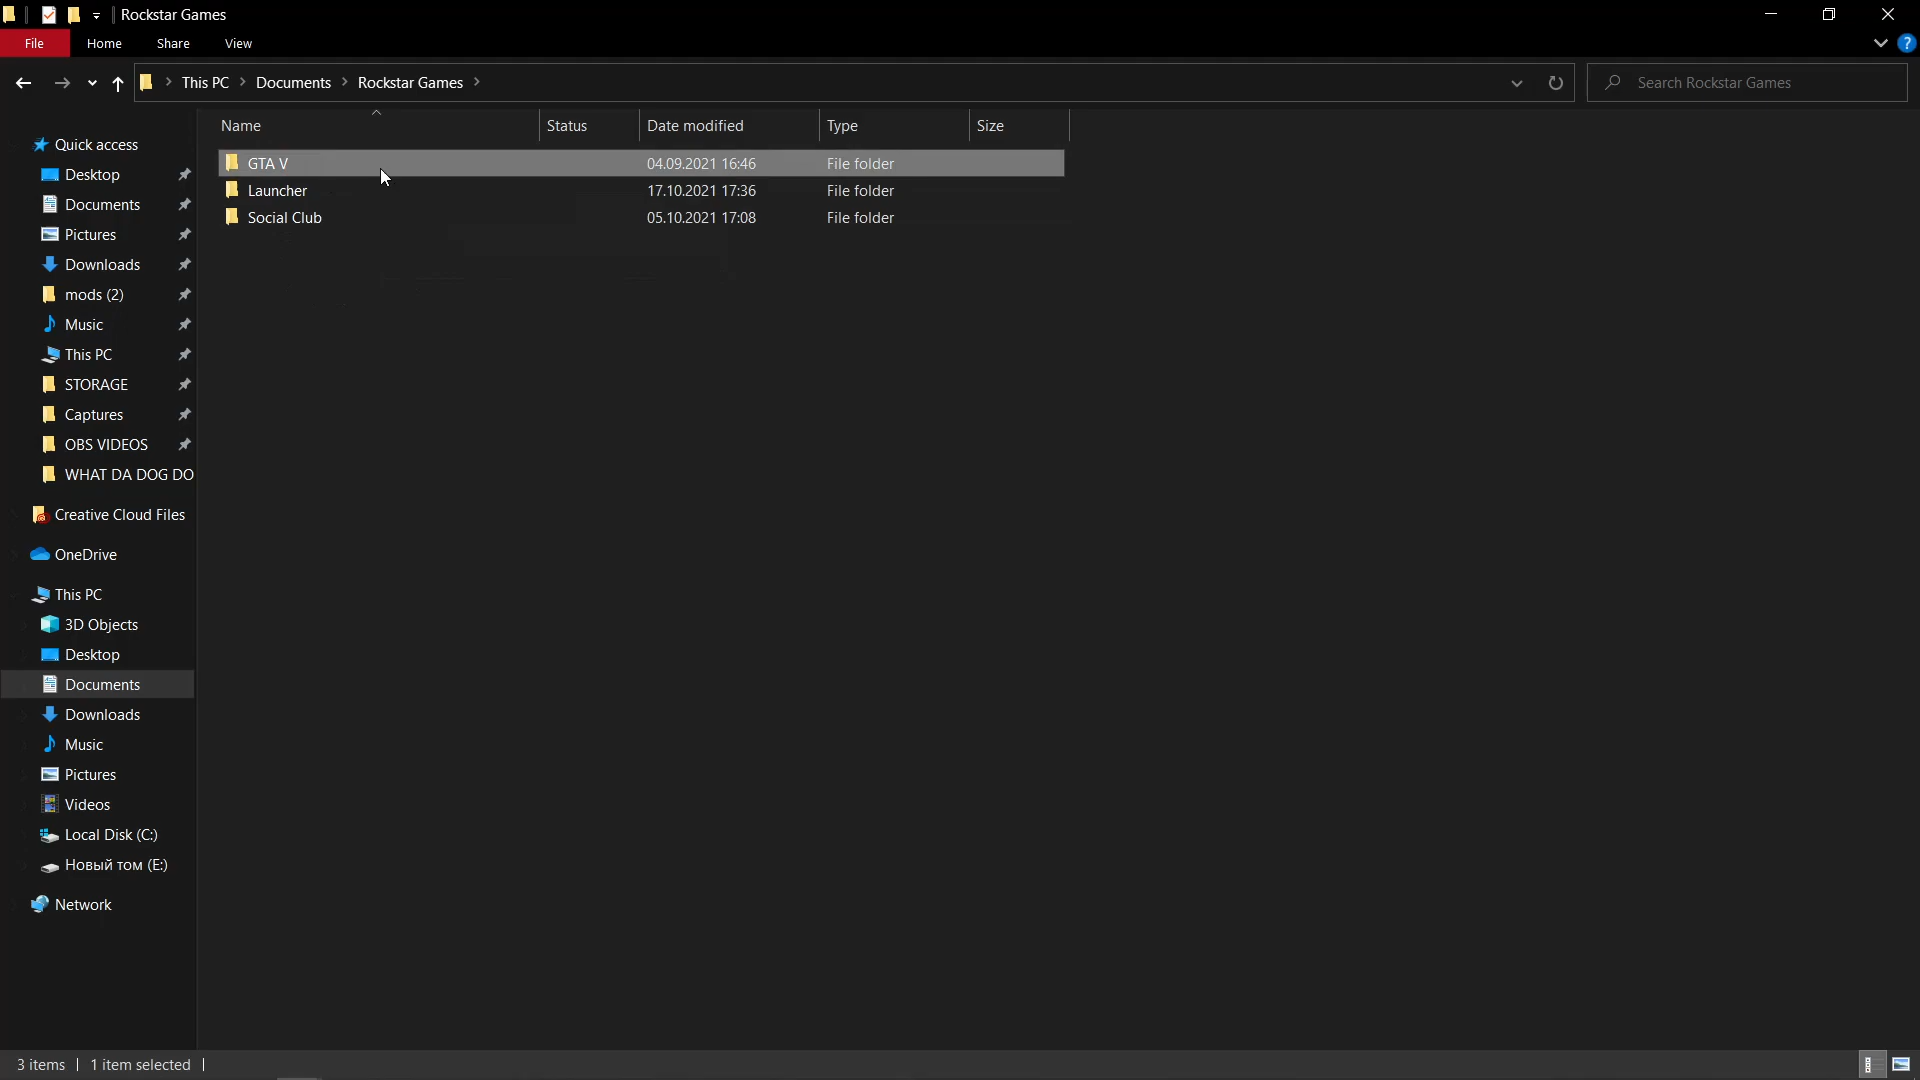 Rockstar Games
File Home Share View
This PC Documents Rockstar Games
Search Rockstar Games
Name Status Date modified Type Size
GTA V 04.09.2021 16:46 File folder
Launcher 17.10.2021 17:36 File folder
Social Club 05.10.2021 17:08 File folder
Quick access
Desktop
Documents
Pictures
Downloads
mods (2)
Music
This PC
STORAGE
Captures
OBS VIDEOS
WHAT DA DOG DO
Creative Cloud Files
OneDrive
This PC
3D Objects
Desktop
Documents
Downloads
Music
Pictures
Videos
Local Disk (C:)
Новый том (E:)
Network
3 items 1 item selected